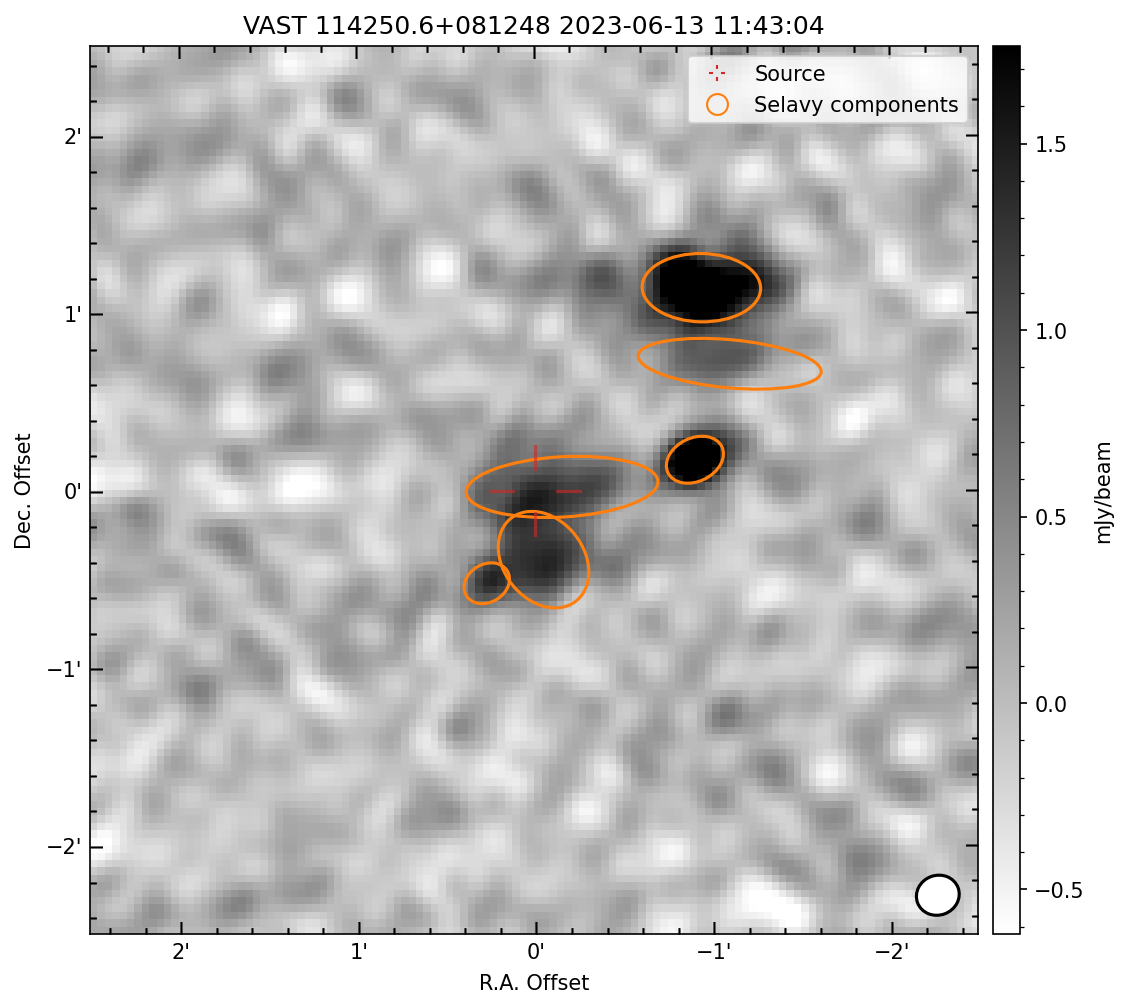 VAST 114250.6+081248 2023-06-13 11:43:04
Source
Selavy components
2'
1'
0'
−1'
−2'
Dec. Offset
2'
1'
0'
−1'
−2'
R.A. Offset
1.5
1.0
0.5
0.0
−0.5
mJy/beam